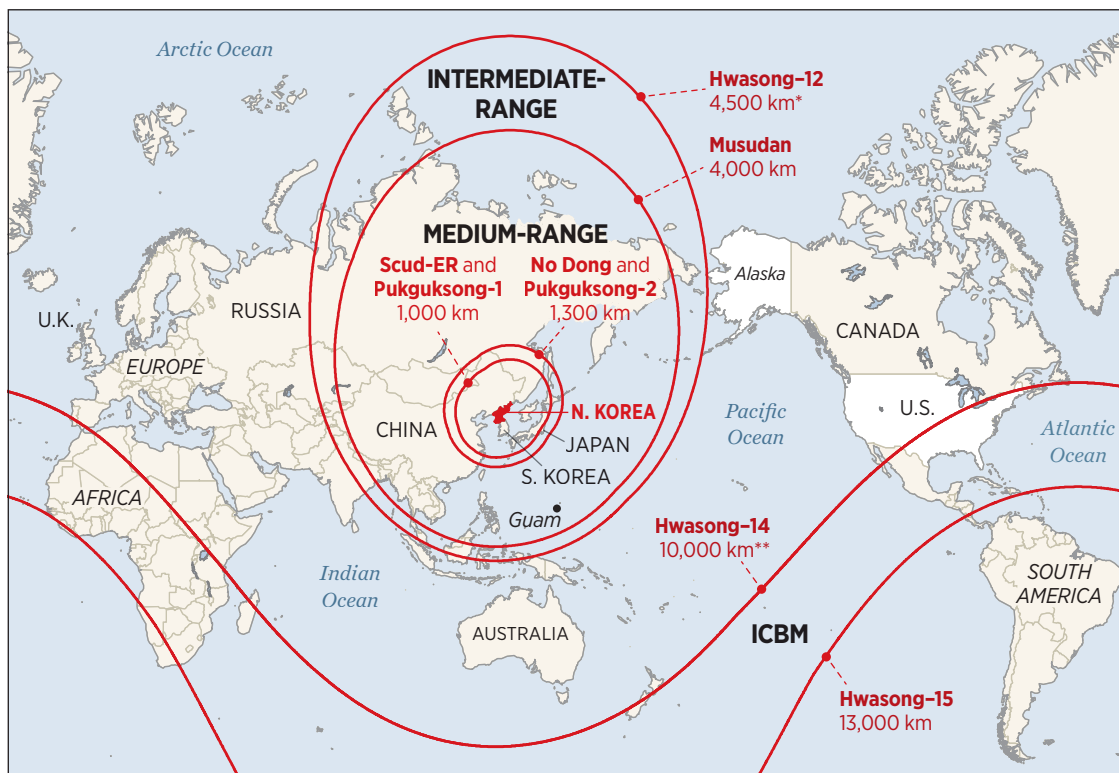 Arctic Ocean
INTERMEDIATE-
RANGE
Hwasong–12
4,500 km*
Musudan
4,000 km
MEDIUM-RANGE
Scud-ER and
Pukguksong-1
1,000 km
No Dong and
Pukguksong-2
1,300 km
Alaska
RUSSIA
U.K.
EUROPE
CANADA
U.S.
N. KOREA
CHINA
JAPAN
S. KOREA
Pacific
Ocean
Atlantic
Ocean
AFRICA
Guam
Hwasong–14
10,000 km**
Indian
Ocean
SOUTH
AMERICA
AUSTRALIA
ICBM
Hwasong–15
13,000 km